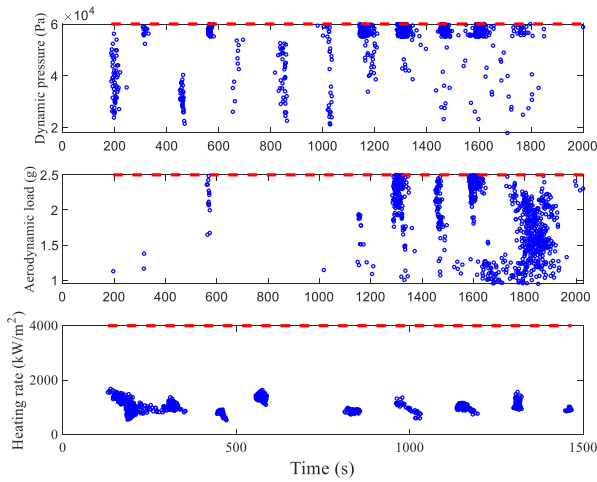 6 ×10⁴
4
2
Dynamic pressure (Pa)
0 200 400 600 800 1000 1200 1400 1600 1800 2000
2.5
2
1.5
1
Aerodynamic load (g)
0 200 400 600 800 1000 1200 1400 1600 1800 2000
4000
2000
0
Heating rate (kW/m²)
0 500 1000 1500
Time (s)